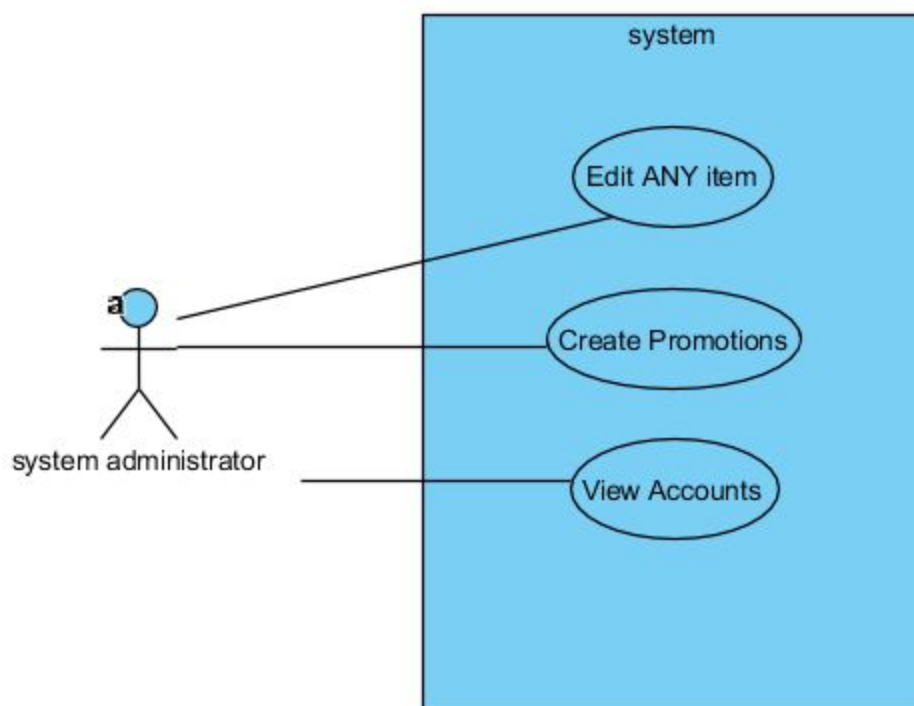 system
Edit ANY item
a
Create Promotions
system administrator
View Accounts